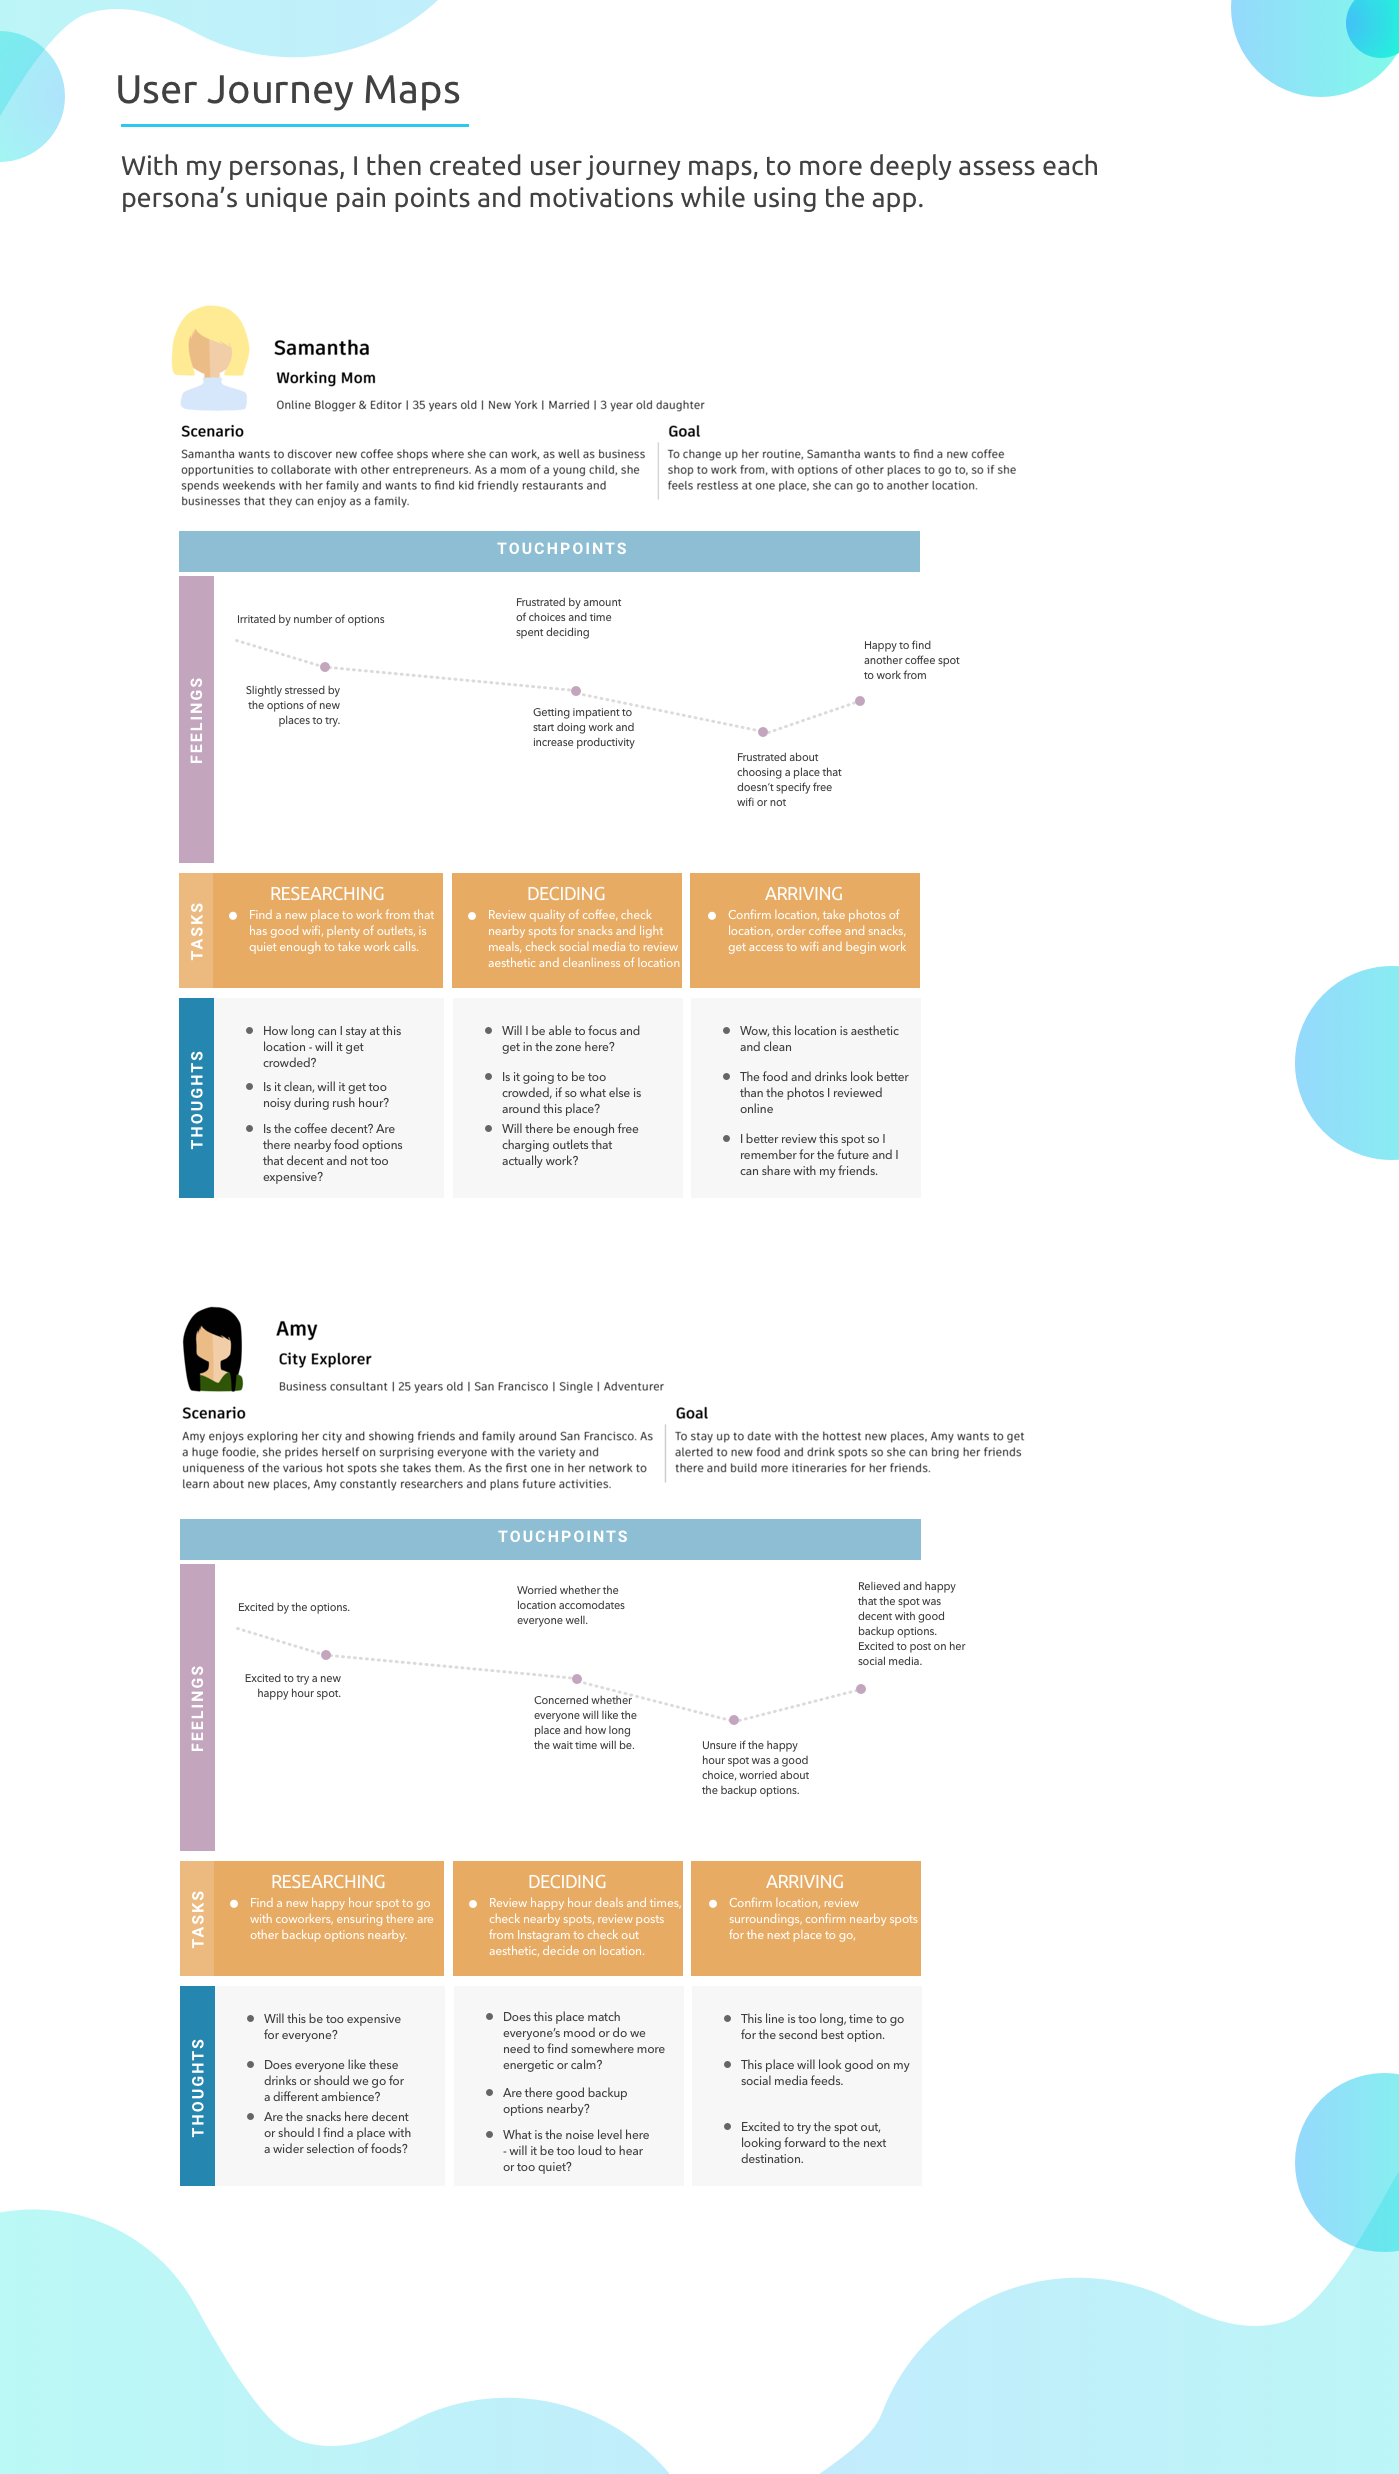 User Journey Maps
With my personas, I then created user journey maps, to more deeply assess each
persona's unique pain points and motivations while using the app.
Samantha
Working Mom
Online Blogger & Editor | 35 years old | New York | Married | 3 year old daughter
Scenario
Samantha wants to discover new coffee shops where she can work, as well as business
opportunities to collaborate with other entrepreneurs. As a mom of a young child, she
spends weekends with her family and wants to find kid friendly restaurants and
businesses that they can enjoy as a family.
Goal
To change up her routine, Samantha wants to find a new coffee
shop to work from, with options of other places to go to, so if she
feels restless at one place, she can go to another location.
TOUCHPOINTS
FEELINGS
Irritated by number of options
Slightly stressed by
the options of new
places to try.
Frustrated by amount
of choices and time
spent deciding
Getting impatient to
start doing work and
increase productivity
Frustrated about
choosing a place that
doesn't specify free
wifi or not
Happy to find
another coffee spot
to work from
TASKS
RESEARCHING
Find a new place to work from that
has good wifi, plenty of outlets, is
quiet enough to take work calls.
DECIDING
Review quality of coffee, check
nearby spots for snacks and light
meals, check social media to review
aesthetic and cleanliness of location
ARRIVING
Confirm location, take photos of
location, order coffee and snacks,
get access to wifi and begin work
THOUGHTS
How long can I stay at this
location - will it get
crowded?
Is it clean, will it get too
noisy during rush hour?
Is the coffee decent? Are
there nearby food options
that decent and not too
expensive?
Will I be able to focus and
get in the zone here?
Is it going to be too
crowded, if so what else is
around this place?
Will there be enough free
charging outlets that
actually work?
Wow, this location is aesthetic
and clean
The food and drinks look better
than the photos I reviewed
online
I better review this spot so I
remember for the future and I
can share with my friends.
Amy
City Explorer
Business consultant | 25 years old | San Francisco | Single | Adventurer
Scenario
Amy enjoys exploring her city and showing friends and family around San Francisco. As
a huge foodie, she prides herself on surprising everyone with the variety and
uniqueness of the various hot spots she takes them. As the first one in her network to
learn about new places, Amy constantly researchers and plans future activities.
Goal
To stay up to date with the hottest new places, Amy wants to get
alerted to new food and drink spots so she can bring her friends
there and build more itineraries for her friends.
TOUCHPOINTS
FEELINGS
Excited by the options.
Excited to try a new
happy hour spot.
Worried whether the
location accomodates
everyone well.
Concerned whether
everyone will like the
place and how long
the wait time will be.
Unsure if the happy
hour spot was a good
choice, worried about
the backup options.
Relieved and happy
that the spot was
decent with good
backup options.
Excited to post on her
social media.
TASKS
RESEARCHING
Find a new happy hour spot to go
with coworkers, ensuring there are
other backup options nearby.
DECIDING
Review happy hour deals and times,
check nearby spots, review posts
from Instagram to check out
aesthetic, decide on location.
ARRIVING
Confirm location, review
surroundings, confirm nearby spots
for the next place to go,
THOUGHTS
Will this be too expensive
for everyone?
Does everyone like these
drinks or should we go for
a different ambience?
Are the snacks here decent
or should I find a place with
a wider selection of foods?
Does this place match
everyone's mood or do we
need to find somewhere more
energetic or calm?
Are there good backup
options nearby?
What is the noise level here
- will it be too loud to hear
or too quiet?
This line is too long, time to go
for the second best option.
This place will look good on my
social media feeds.
Excited to try the spot out,
looking forward to the next
destination.